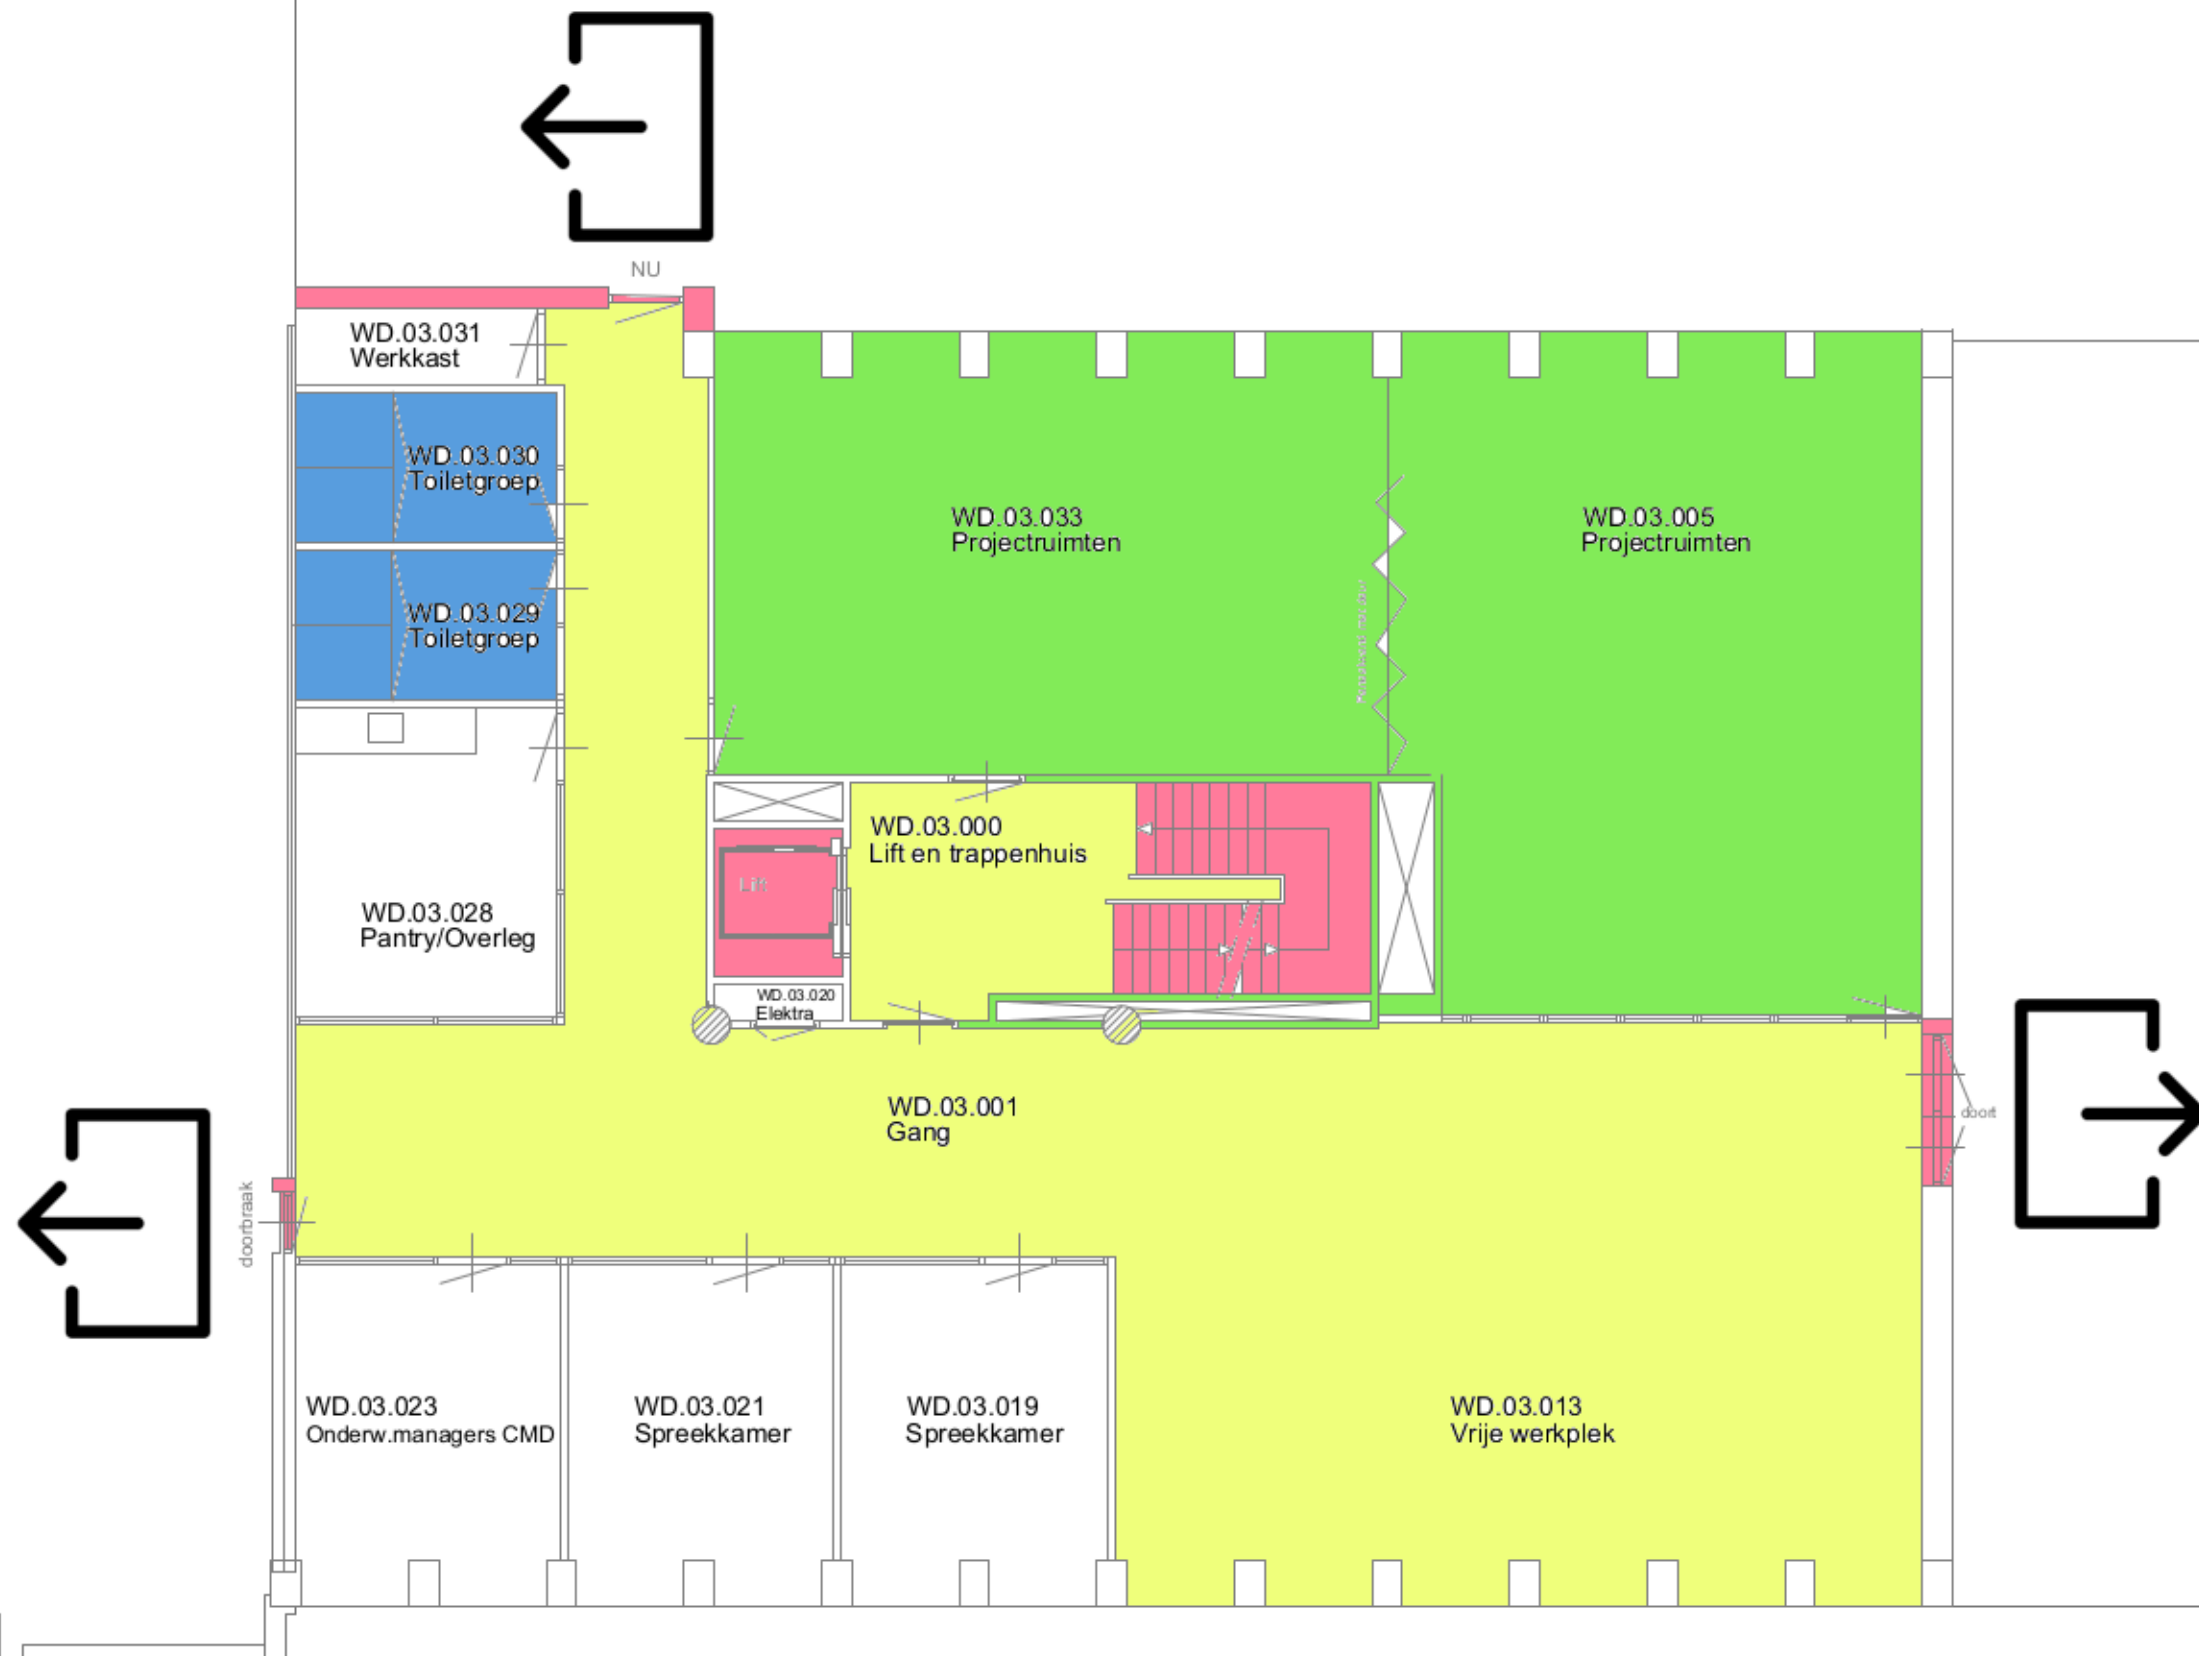 NU
WD.03.031
Werkkast
WD.03.030
Toiletgroep
WD.03.033
Projectruimten
WD.03.005
Projectruimten
WD.03.029
Toiletgroep
WD.03.000
Lift en trappenhuis
Lift
WD.03.028
Pantry/Overleg
WD.03.020
Elektra
WD.03.001
Gang
doorbraak
WD.03.023
Onderw.managers CMD
WD.03.021
Spreekkamer
WD.03.019
Spreekkamer
WD.03.013
Vrije werkplek